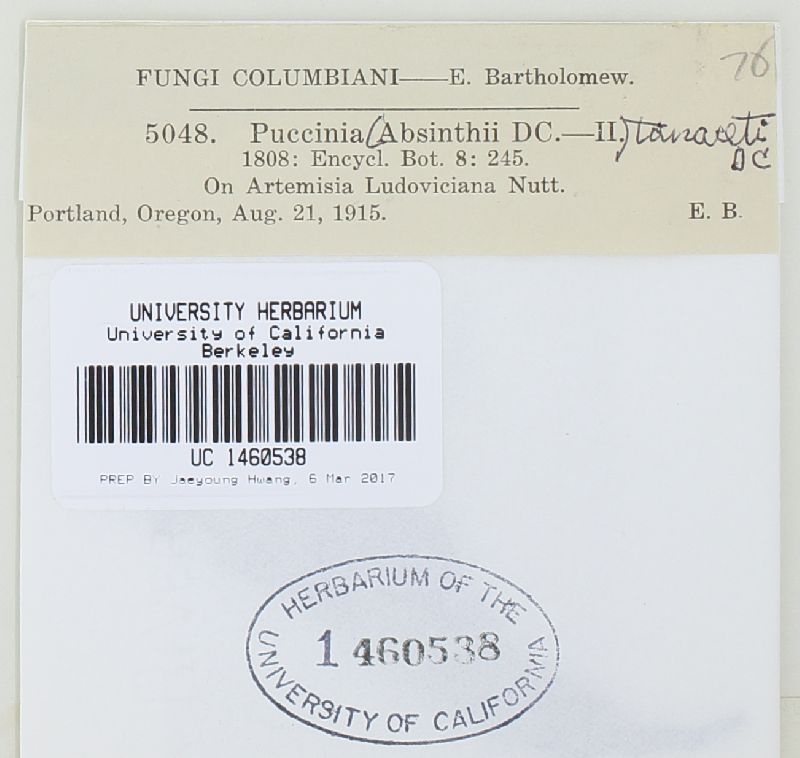 76
FUNGI COLUMBIANI——E. Bartholomew.
5048. Puccinia (Absinthii DC.—II.) tanaceti DC
1808: Encycl. Bot. 8: 245.
On Artemisia Ludoviciana Nutt.
Portland, Oregon, Aug. 21, 1915. E. B.
UNIVERSITY HERBARIUM
University of California
Berkeley
UC 1460538
PREP BY Jaeyoung Hwang, 6 Mar 2017
HERBARIUM OF THE
1460538
UNIVERSITY OF CALIFORNIA